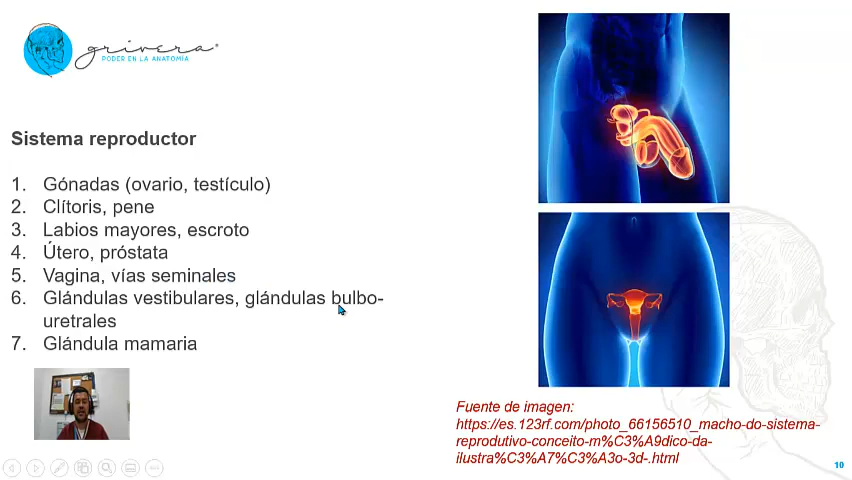 grivera
PODER EN LA ANATOMÍA
Sistema reproductor
1. Gónadas (ovario, testículo)
2. Clítoris, pene
3. Labios mayores, escroto
4. Útero, próstata
5. Vagina, vías seminales
6. Glándulas vestibulares, glándulas bulbo-
uretrales
7. Glándula mamaria
Fuente de imagen:
https://es.123rf.com/photo_66156510_macho-do-sistema-
reprodutivo-conceito-m%C3%A9dico-da-
ilustra%C3%A7%C3%A3o-3d-.html
10